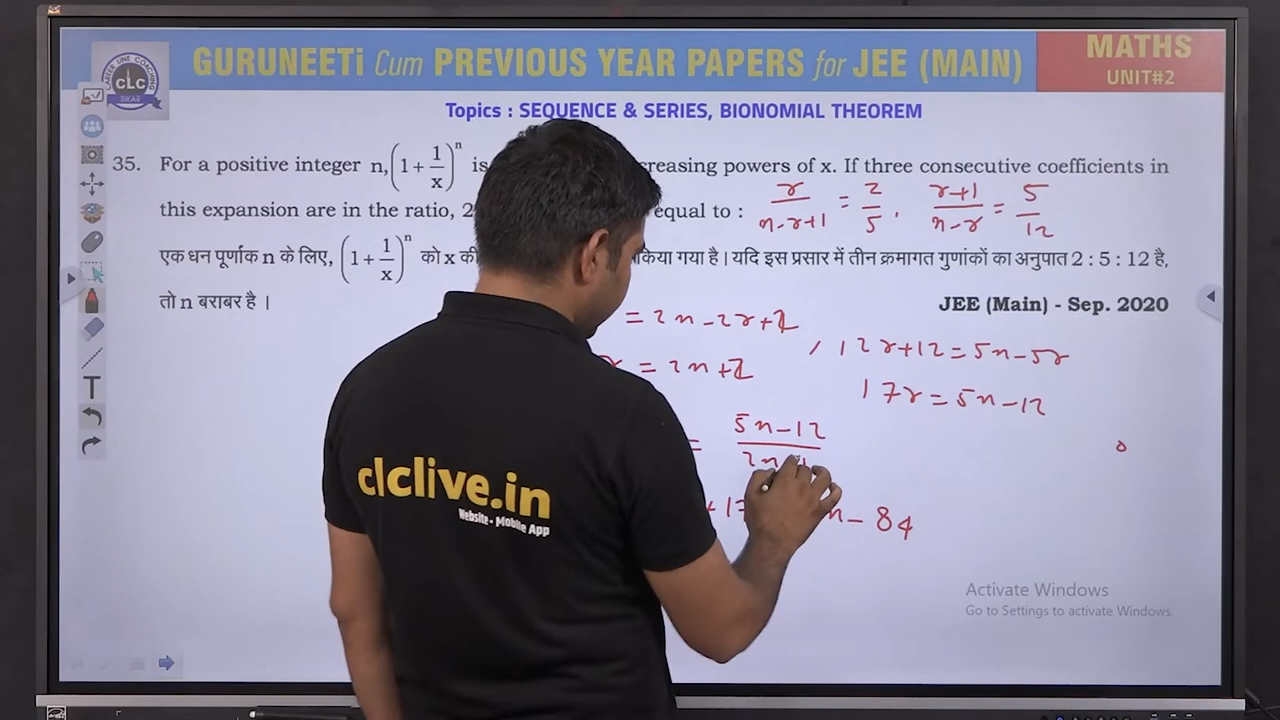 GURUNEETi Cum PREVIOUS YEAR PAPERS for JEE (MAIN)
MATHS
UNIT#2
CLC
SIKAR
Topics : SEQUENCE & SERIES, BIONOMIAL THEOREM
35. For a positive integer n, (1 + 1/x)^n is creasing powers of x. If three consecutive coefficients in
this expansion are in the ratio, 2 equal to :
r/(n-r+1) = 2/5, (r+1)/(n-r) = 5/12
एक धन पूर्णाक n के लिए, (1 + 1/x)^n को x की किया गया है। यदि इस प्रसार में तीन क्रमागत गुणांकों का अनुपात 2 : 5 : 12 है,
तो n बराबर है ।
JEE (Main) - Sep. 2020
= 2n-2r+2
, 12r+12=5n-5r
= 2n+2
17r=5n-12
= 5n-12
n-84
clclive.in
Website - Mobile App
Activate Windows
Go to Settings to activate Windows.
T